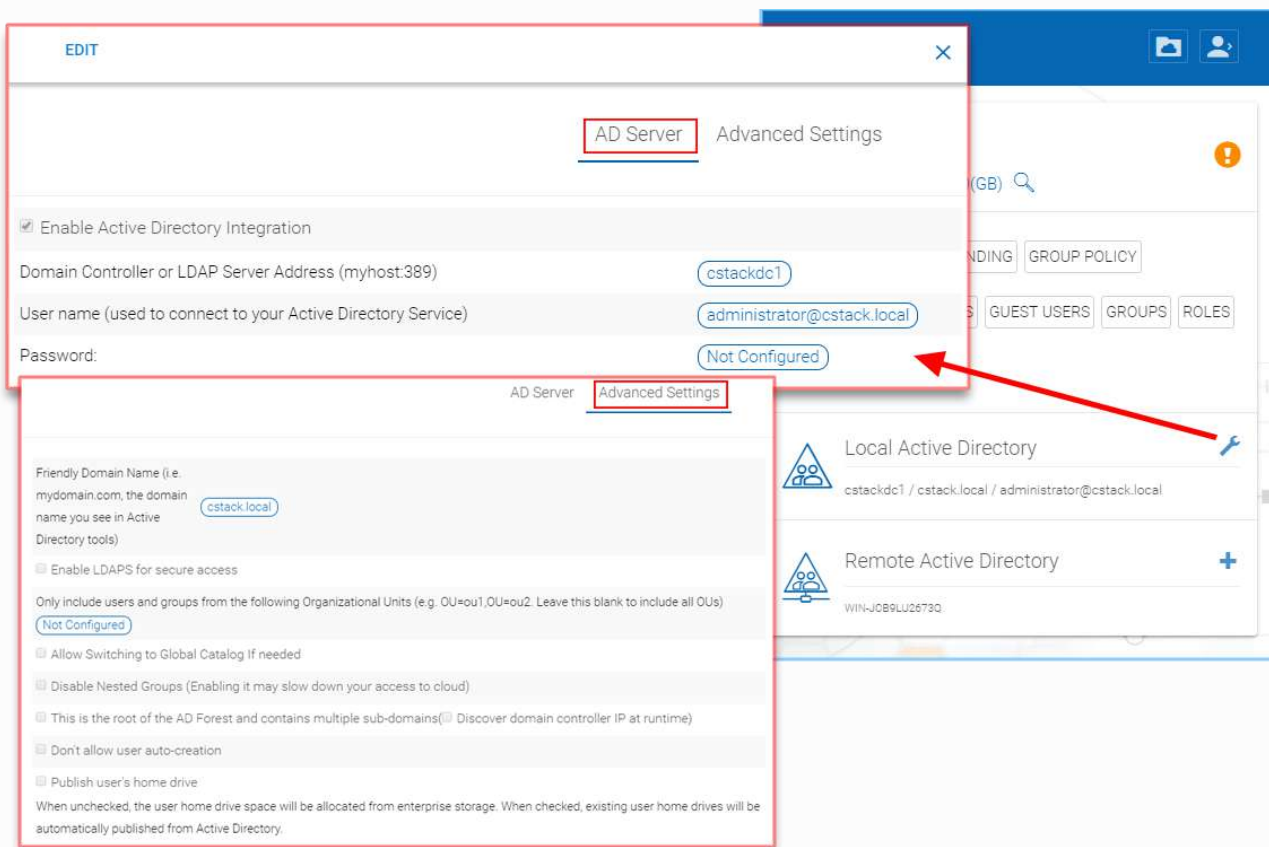 EDIT
AD Server Advanced Settings
Enable Active Directory Integration
Domain Controller or LDAP Server Address (myhost:389)
cstackdc1
User name (used to connect to your Active Directory Service)
administrator@cstack.local
Password:
Not Configured
AD Server Advanced Settings
Friendly Domain Name (i.e.
mydomain.com, the domain
name you see in Active
Directory tools)
cstack.local
Enable LDAPS for secure access
Only include users and groups from the following Organizational Units (e.g. OU=ou1,OU=ou2. Leave this blank to include all OUs)
Not Configured
Allow Switching to Global Catalog If needed
Disable Nested Groups (Enabling it may slow down your access to cloud)
This is the root of the AD Forest and contains multiple sub-domains( Discover domain controller IP at runtime)
Don't allow user auto-creation
Publish user's home drive
When unchecked, the user home drive space will be allocated from enterprise storage. When checked, existing user home drives will be
automatically published from Active Directory.
(GB)
NDING GROUP POLICY
S GUEST USERS GROUPS ROLES
Local Active Directory
cstackdc1 / cstack.local / administrator@cstack.local
Remote Active Directory
WIN-JCB9LU2673Q